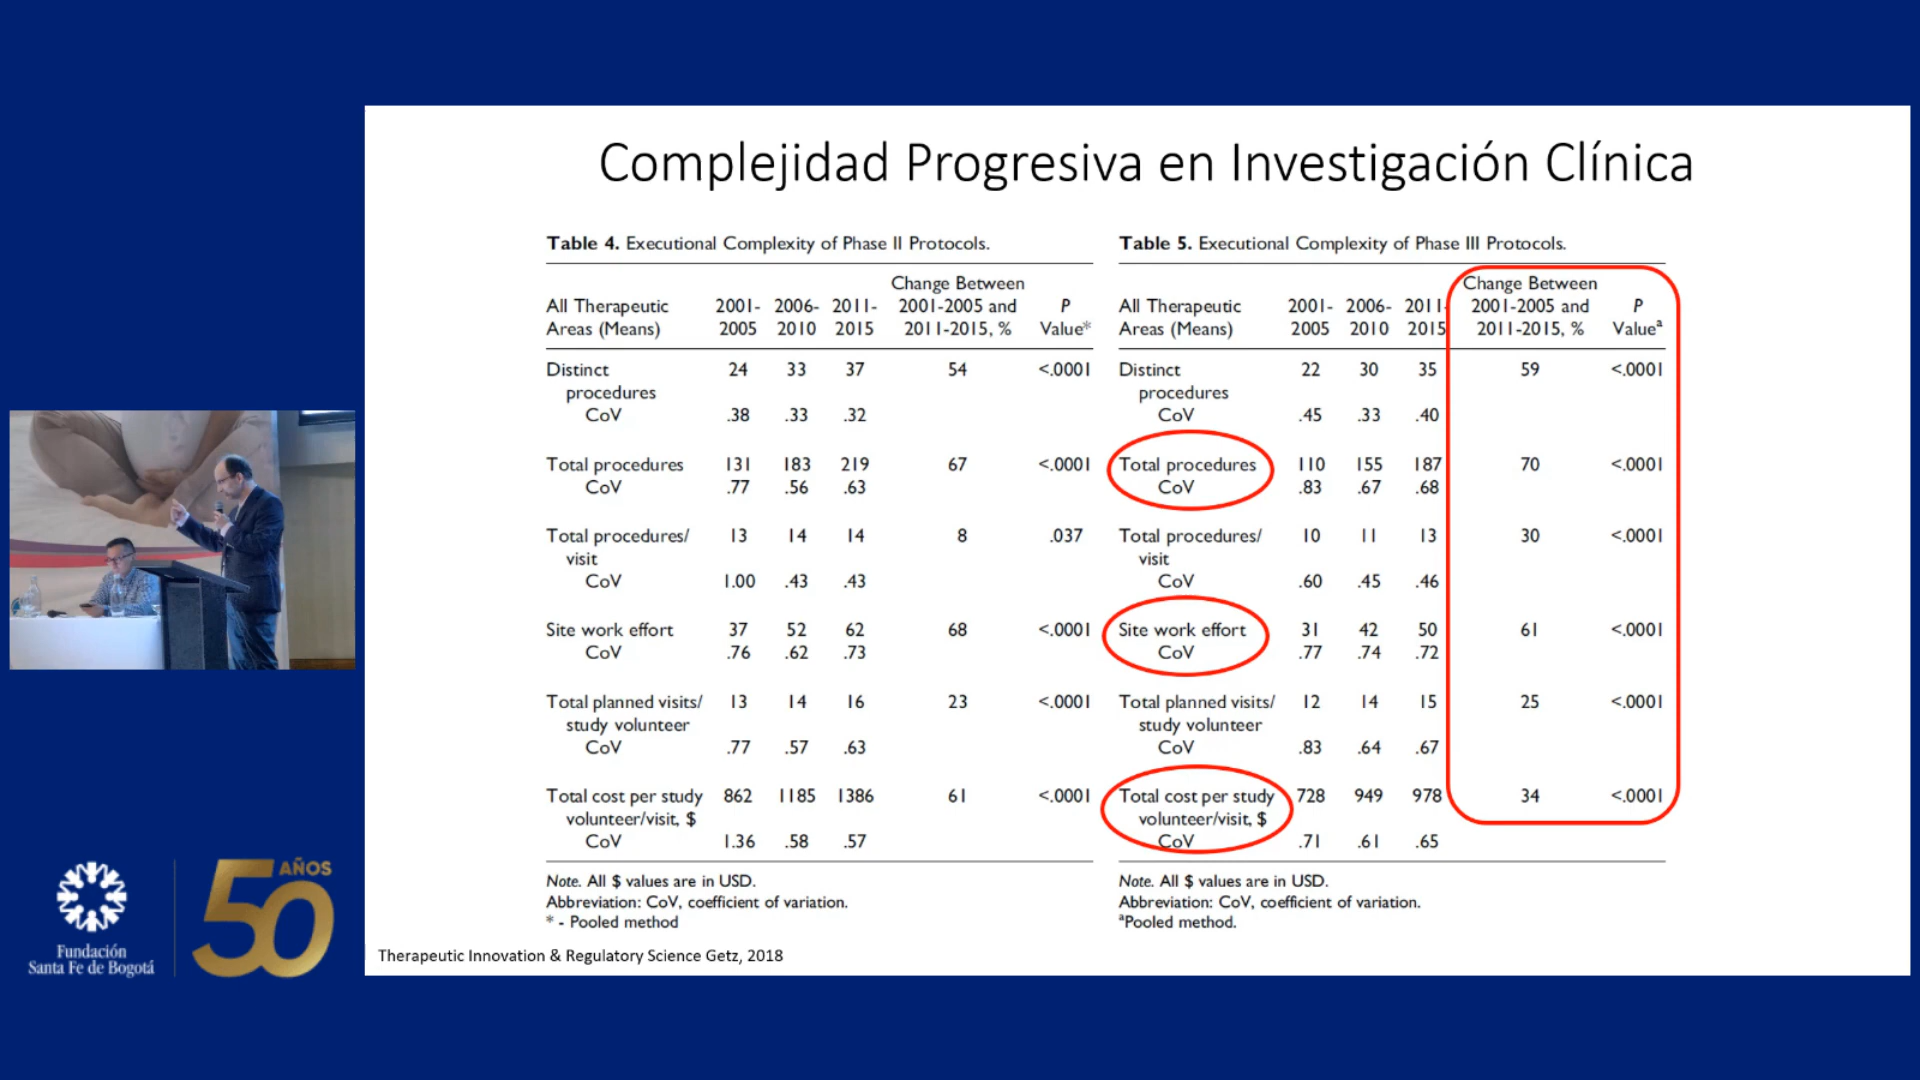 Complejidad Progresiva en Investigación Clínica
Table 4. Executional Complexity of Phase II Protocols.
All Therapeutic Areas (Means) 2001-2005 2006-2010 2011-2015 Change Between 2001-2005 and 2011-2015, % P Value*
Distinct procedures 24 33 37 54 <.0001
CoV .38 .33 .32
Total procedures 131 183 219 67 <.0001
CoV .77 .56 .63
Total procedures/visit 13 14 14 8 .037
CoV 1.00 .43 .43
Site work effort 37 52 62 68 <.0001
CoV .76 .62 .73
Total planned visits/study volunteer 13 14 16 23 <.0001
CoV .77 .57 .63
Total cost per study volunteer/visit, $ 862 1185 1386 61 <.0001
CoV 1.36 .58 .57
Note. All $ values are in USD.
Abbreviation: CoV, coefficient of variation.
* - Pooled method
Table 5. Executional Complexity of Phase III Protocols.
All Therapeutic Areas (Means) 2001-2005 2006-2010 2011-2015 Change Between 2001-2005 and 2011-2015, % P Valueª
Distinct procedures 22 30 35 59 <.0001
CoV .45 .33 .40
Total procedures 110 155 187 70 <.0001
CoV .83 .67 .68
Total procedures/visit 10 11 13 30 <.0001
CoV .60 .45 .46
Site work effort 31 42 50 61 <.0001
CoV .77 .74 .72
Total planned visits/study volunteer 12 14 15 25 <.0001
CoV .83 .64 .67
Total cost per study volunteer/visit, $ 728 949 978 34 <.0001
CoV .71 .61 .65
Note. All $ values are in USD.
Abbreviation: CoV, coefficient of variation.
ªPooled method.
Therapeutic Innovation & Regulatory Science Getz, 2018
Fundación
Santa Fe de Bogotá
50 AÑOS